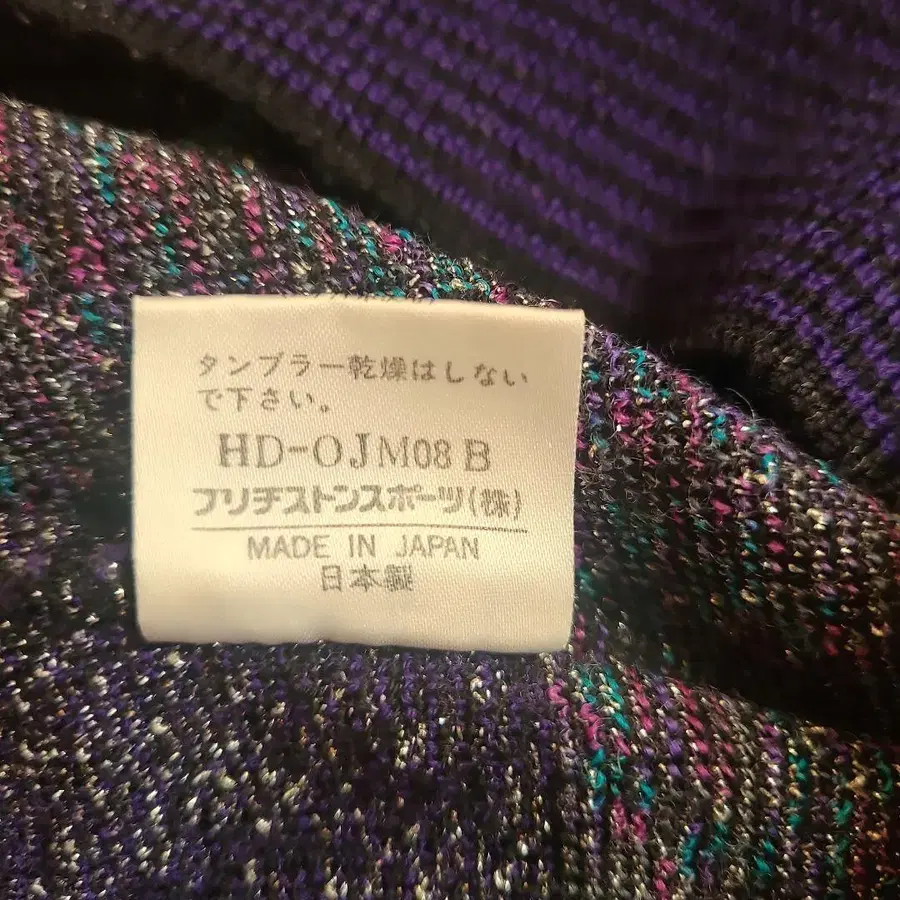 タンブラー乾燥はしない
で下さい。
HD-OJM08B
ブリヂストンスポーツ(株)
MADE IN JAPAN
日本製